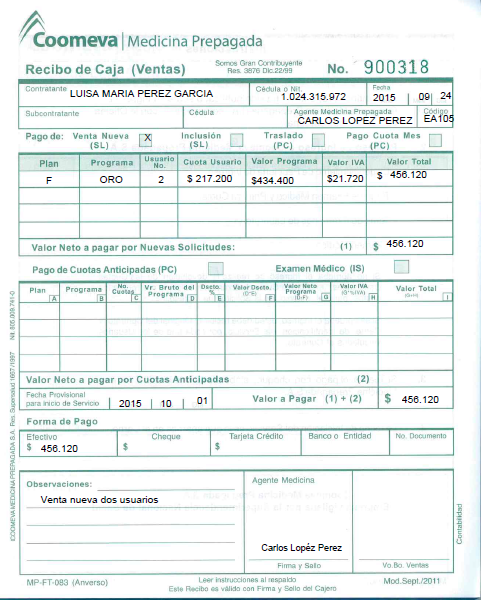 Coomeva Medicina Prepagada
Recibo de Caja (Ventas)
Somos Gran Contribuyente
Res. 3876 Dic.22/99
No. 900318
Contratante
LUISA MARIA PEREZ GARCIA
Cédula o Nit.
1.024.315.972
Fecha
2015 09 24
Subcontratante
Cédula
Agente Medicina Prepagada
CARLOS LOPEZ PEREZ
Código
EA105
Pago de: Venta Nueva (SL) X Inclusión (SL) Traslado (PC) Pago Cuota Mes (PC)
Plan Programa Usuario No. Cuota Usuario Valor Programa Valor IVA Valor Total
F ORO 2 $ 217.200 $434.400 $21.720 $ 456.120
Valor Neto a pagar por Nuevas Solicitudes: (1) $ 456.120
Pago de Cuotas Anticipadas (PC) Examen Médico (IS)
Plan A Programa B No. Cuotas C Vr. Bruto del Programa D Dscto. % E Valor Dscto. (D*E) F Valor Neto Programa (D-F) G Valor IVA (G*%IVA) H Valor Total (G+H) I
Valor Neto a pagar por Cuotas Anticipadas (2)
Fecha Provisional
para inicio de Servicio 2015 10 01 Valor a Pagar (1) + (2) $ 456.120
Forma de Pago
Efectivo Cheque Tarjeta Crédito Banco o Entidad No. Documento
$ 456.120 $ $
Observaciones:
Venta nueva dos usuarios
Agente Medicina
Carlos Lopéz Perez
Firma y Sello
Vo.Bo. Ventas
MP-FT-083 (Anverso)
Leer instrucciones al respaldo
Este Recibo es válido con Firma y Sello del Cajero
Mod.Sept./2011
Contabilidad
COOMEVA MEDICINA PREPAGADA S.A. Res. Supersalud 1667 /1997 Nit. 805.009.741-0